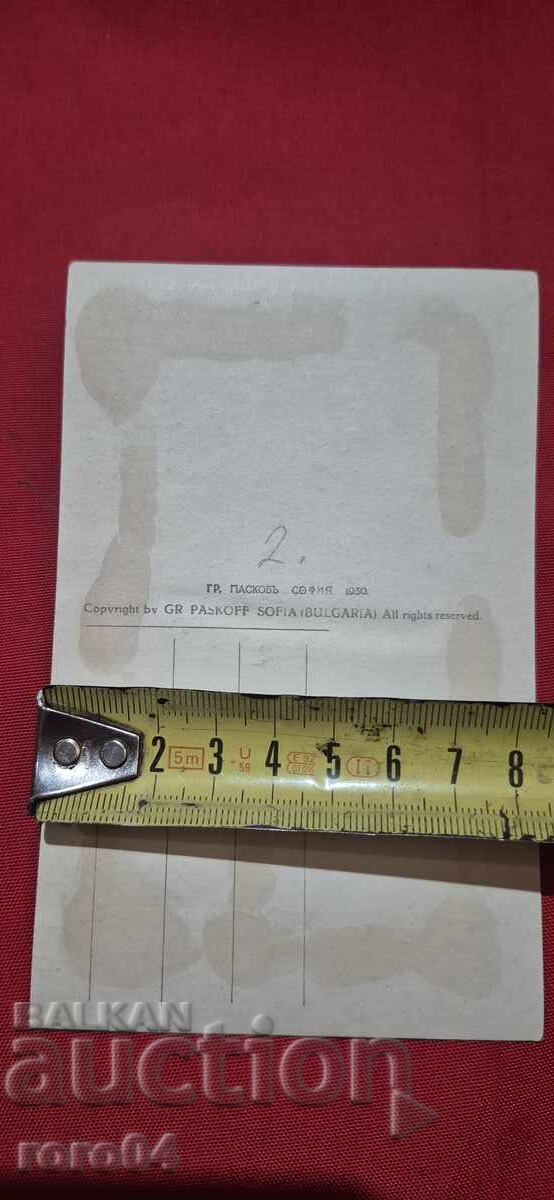 2.
ГР. ПАСКОВЪ СОФИЯ 1930.
Copyright by GR PASKOFF SOFIA (BULGARIA) All rights reserved.
2 5m 3 U 59 4 5 6 7 8
BALKAN
auction
roro04